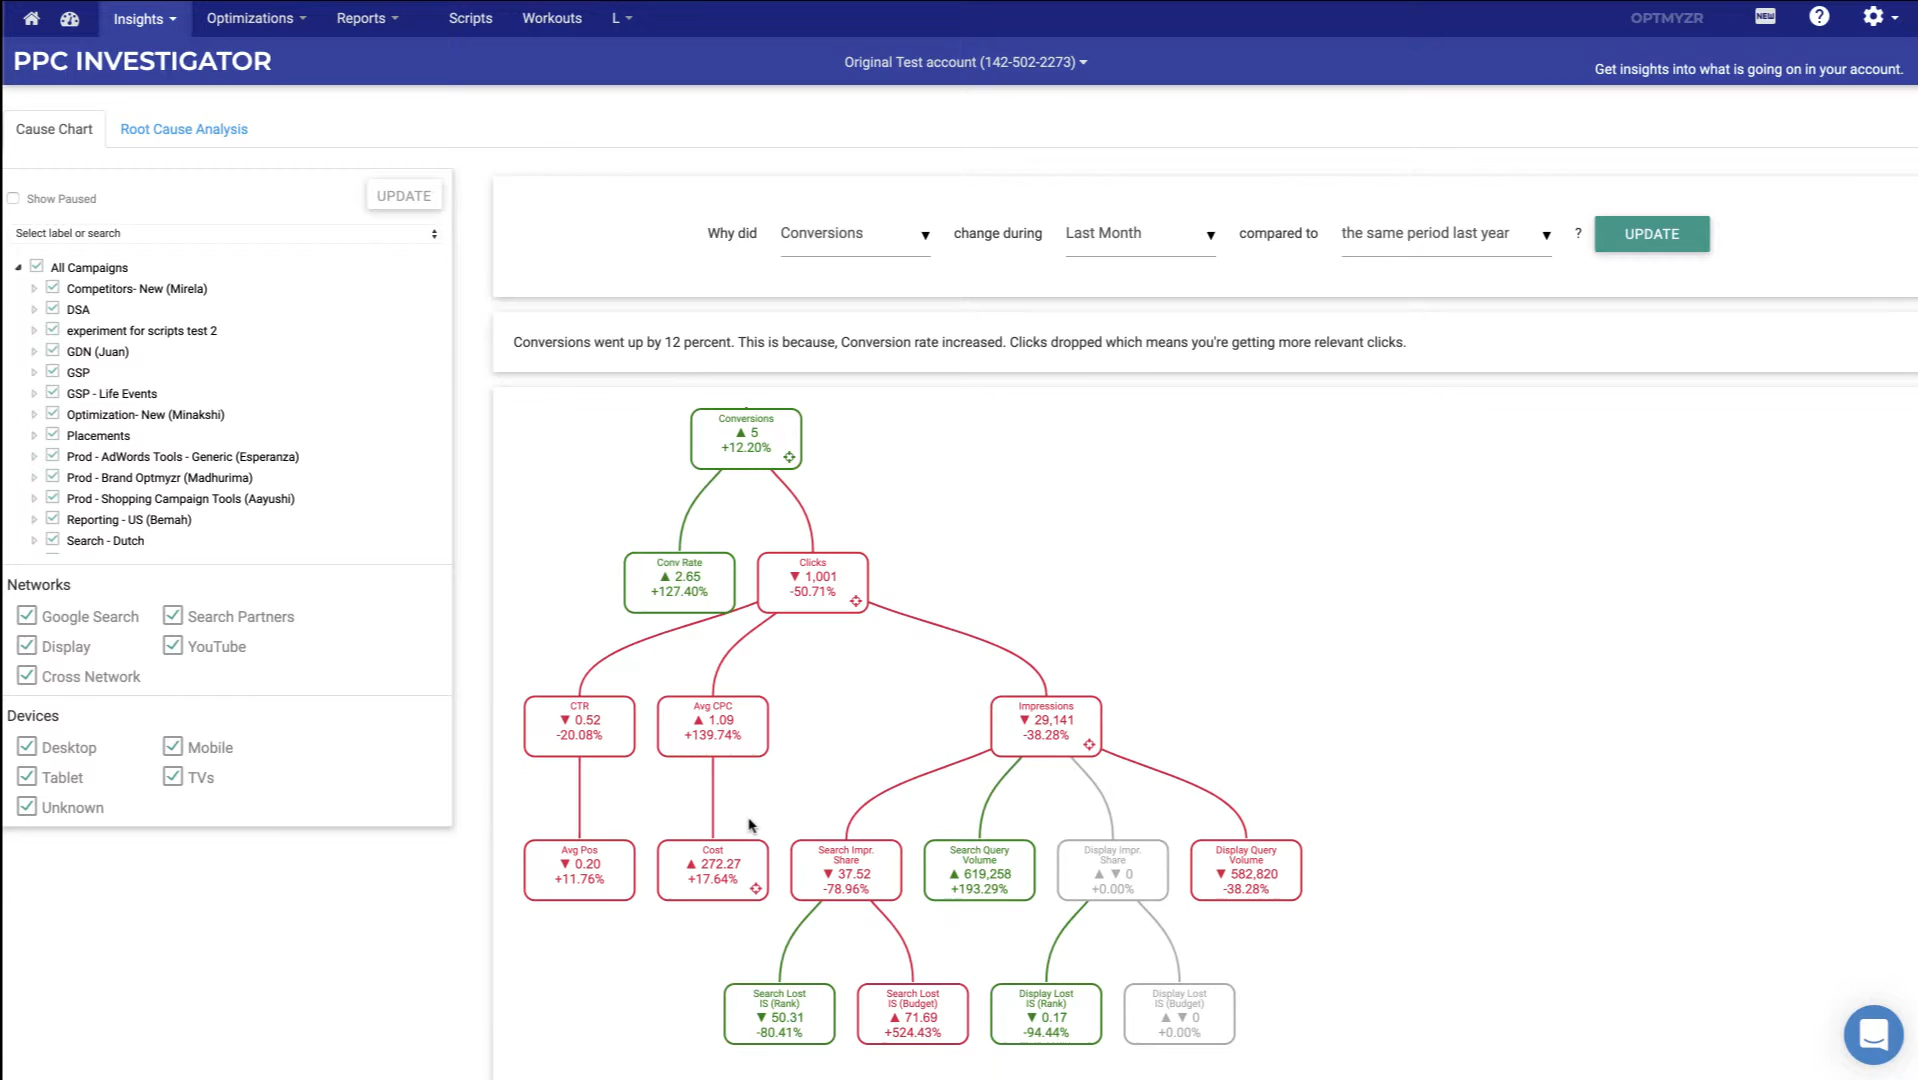 Insights
Optimizations
Reports
Scripts
Workouts
L
OPTMYZR
NEW
?
PPC INVESTIGATOR
Original Test account (142-502-2273)
Get insights into what is going on in your account.
Cause Chart
Root Cause Analysis
Show Paused
UPDATE
Select label or search
All Campaigns
Competitors- New (Mirela)
DSA
experiment for scripts test 2
GDN (Juan)
GSP
GSP - Life Events
Optimization- New (Minakshi)
Placements
Prod - AdWords Tools - Generic (Esperanza)
Prod - Brand Optmyzr (Madhurima)
Prod - Shopping Campaign Tools (Aayushi)
Reporting - US (Bemah)
Search - Dutch
Networks
Google Search
Search Partners
Display
YouTube
Cross Network
Devices
Desktop
Mobile
Tablet
TVs
Unknown
Why did Conversions change during Last Month compared to the same period last year ?
UPDATE
Conversions went up by 12 percent. This is because, Conversion rate increased. Clicks dropped which means you're getting more relevant clicks.
Conversions
▲ 5
+12.20%
Conv Rate
▲ 2.65
+127.40%
Clicks
▼ 1,001
-50.71%
CTR
▼ 0.52
-20.08%
Avg CPC
▲ 1.09
+139.74%
Impressions
▼ 29,141
-38.28%
Avg Pos
▼ 0.20
+11.76%
Cost
▲ 272.27
+17.64%
Search Impr.
Share
▼ 37.52
-78.96%
Search Query
Volume
▲ 619,258
+193.29%
Display Impr.
Share
▲ ▼ 0
+0.00%
Display Query
Volume
▼ 582,820
-38.28%
Search Lost
IS (Rank)
▼ 50.31
-80.41%
Search Lost
IS (Budget)
▲ 71.69
+524.43%
Display Lost
IS (Rank)
▼ 0.17
-94.44%
Display Lost
IS (Budget)
▲ ▼ 0
+0.00%